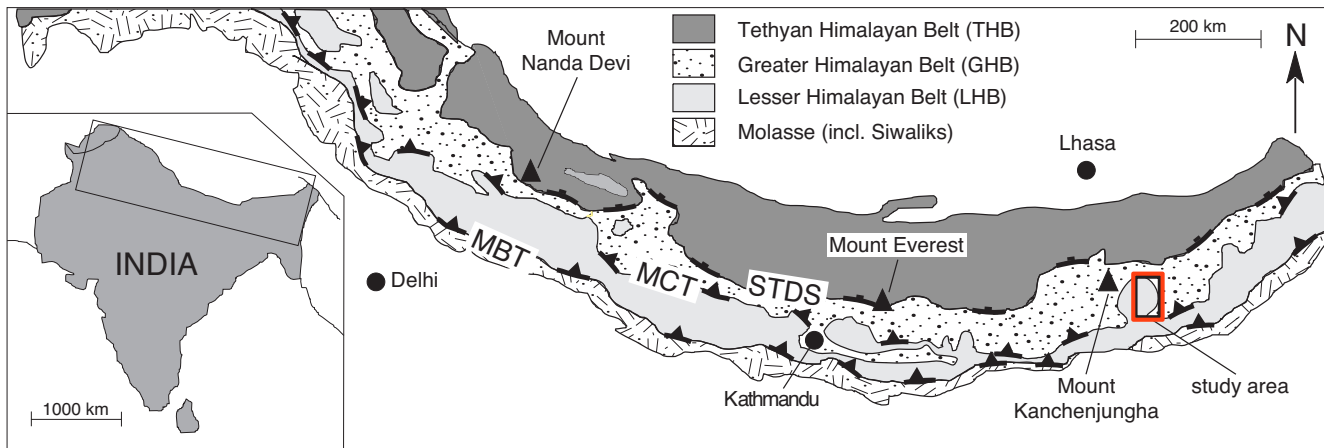 Mount
Nanda Devi
Tethyan Himalayan Belt (THB)
Greater Himalayan Belt (GHB)
Lesser Himalayan Belt (LHB)
Molasse (incl. Siwaliks)
200 km
N
Lhasa
INDIA
1000 km
Delhi
MBT
MCT
STDS
Mount Everest
Kathmandu
Mount
Kanchenjungha
study area